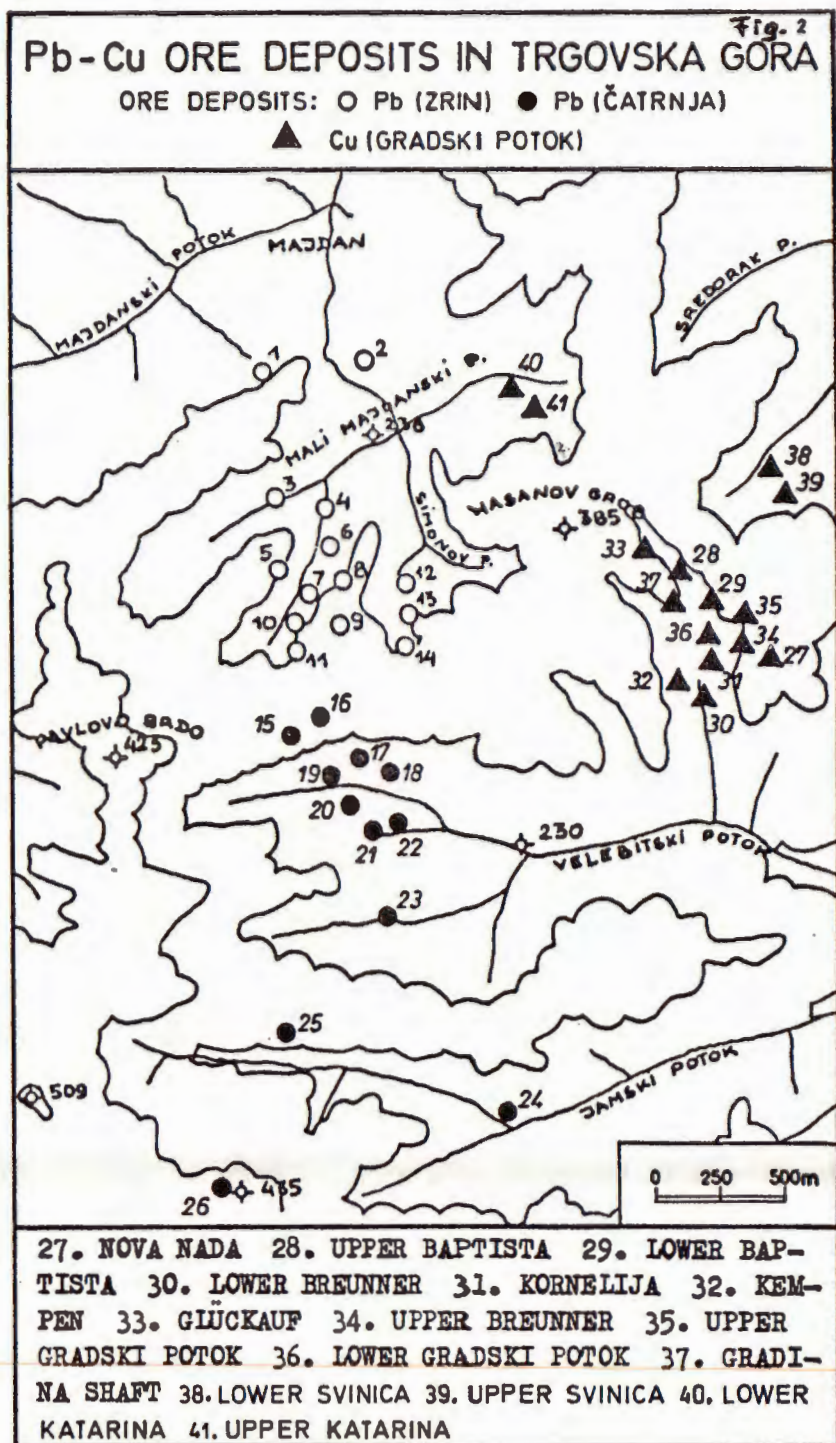 Fig. 2
Pb-Cu ORE DEPOSITS IN TRGOVSKA GORA
ORE DEPOSITS: ○ Pb (ZRIN) ● Pb (ČATRNJA)
▲ Cu (GRADSKI POTOK)
MAJDANSKI POTOK
MAJDAN
SREDORAK P.
1
2
MALI MAJDANSKI P.
40
41
238
2.
38
39
3
4
HASANOV GROB
385
SIMONOV P.
5
6
33
28
7
8
12
37
29
35
10
9
13
36
34
27
11
14
32
31
30
16
15
PAVLOVO BRDO
425
17
19
18
20
21
22
230
VELEBITSKI POTOK
23
25
JAMSKI POTOK
509
24
26
435
0 250 500m
27. NOVA NADA 28. UPPER BAPTISTA 29. LOWER BAP-
TISTA 30. LOWER BREUNNER 31. KORNELIJA 32. KEM-
PEN 33. GLÜCKAUF 34. UPPER BREUNNER 35. UPPER
GRADSKI POTOK 36. LOWER GRADSKI POTOK 37. GRADI-
NA SHAFT 38. LOWER SVINICA 39. UPPER SVINICA 40. LOWER
KATARINA 41. UPPER KATARINA